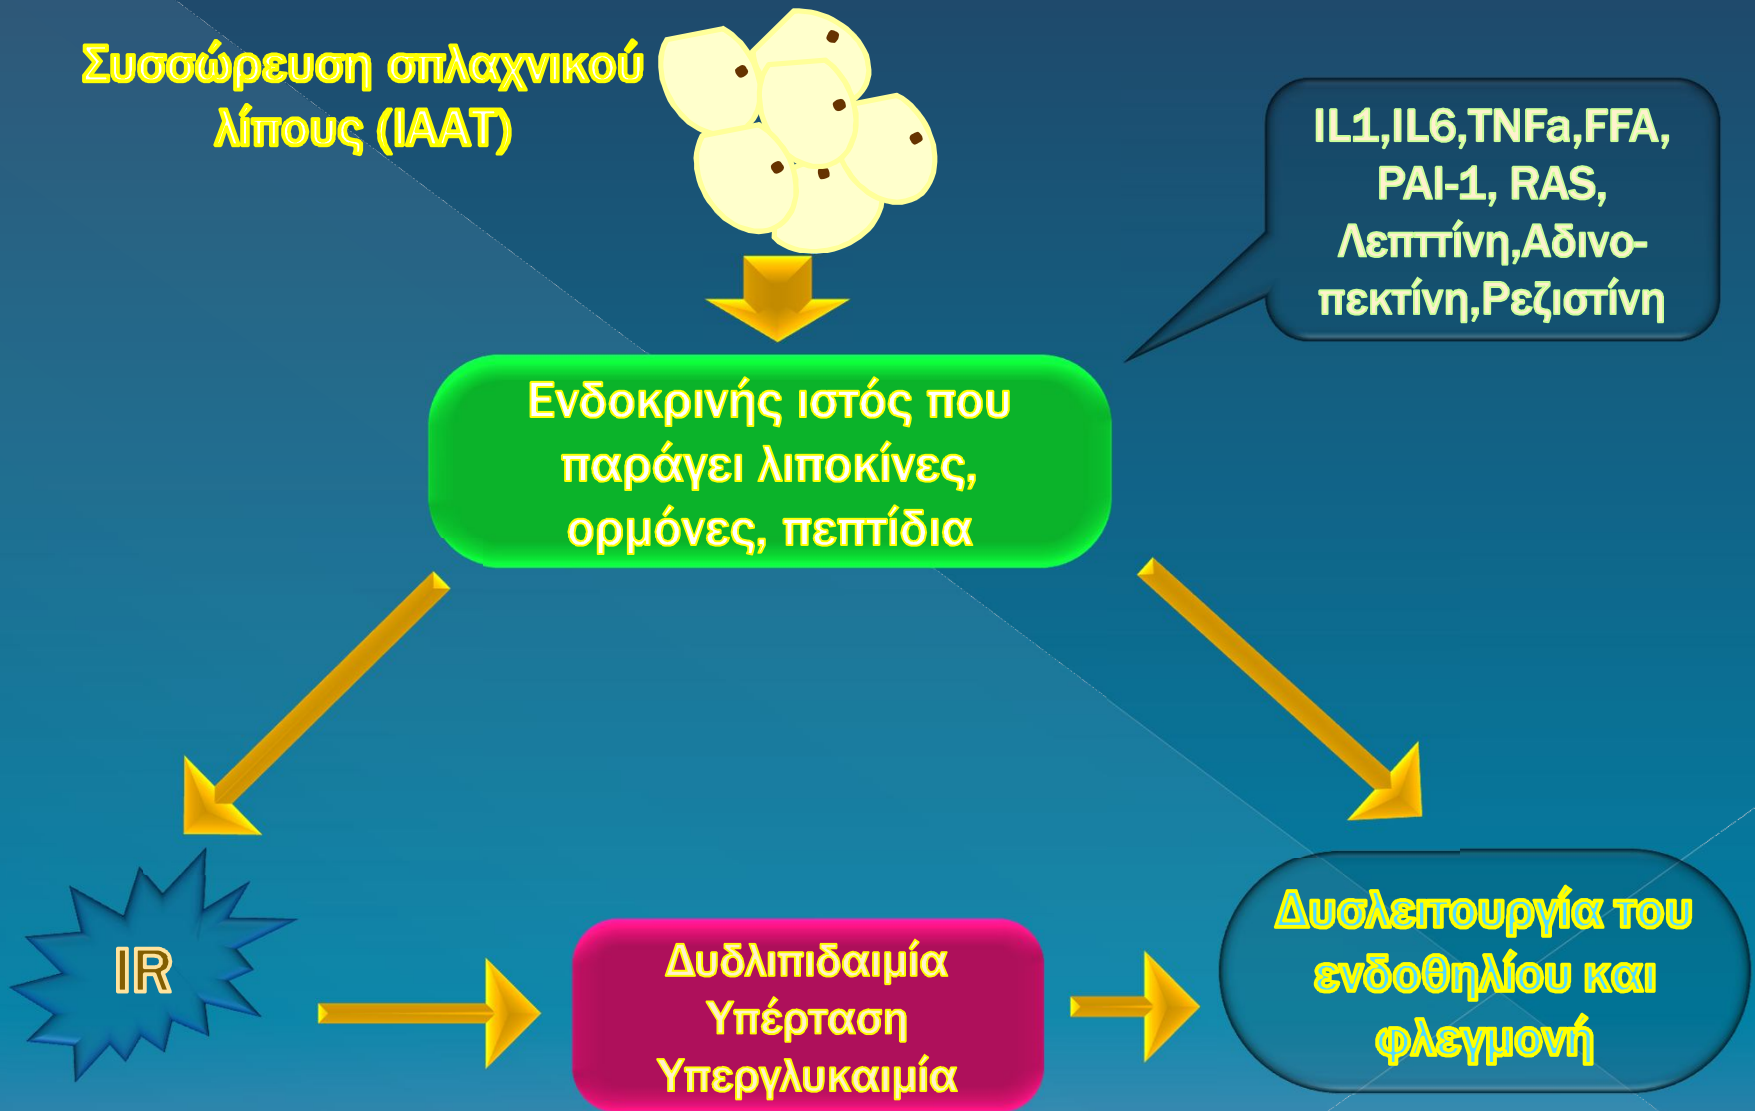 Συσσώρευση σπλαχνικού
λίπους (IAAT)
IL1,IL6,TNFa,FFA,
PAI-1, RAS,
Λεπττίνη,Αδινο-
πεκτίνη,Ρεζιστίνη
Ενδοκρινής ιστός που
παράγει λιποκίνες,
ορμόνες, πεπτίδια
IR
Δυδλιπιδαιμία
Υπέρταση
Υπεργλυκαιμία
Δυσλειτουργία του
ενδοθηλίου και
φλεγμονή